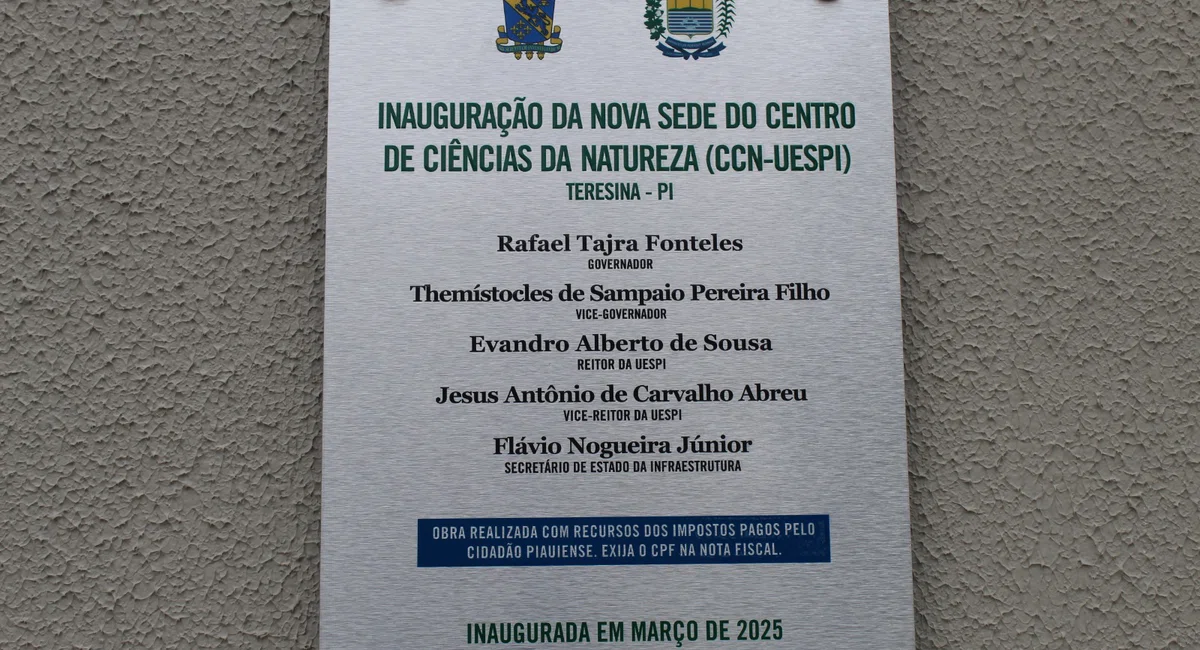 INAUGURAÇÃO DA NOVA SEDE DO CENTRO
DE CIÊNCIAS DA NATUREZA (CCN-UESPI)
TERESINA - PI
Rafael Tajra Fonteles
GOVERNADOR
Themístocles de Sampaio Pereira Filho
VICE-GOVERNADOR
Evandro Alberto de Sousa
REITOR DA UESPI
Jesus Antônio de Carvalho Abreu
VICE-REITOR DA UESPI
Flávio Nogueira Júnior
SECRETÁRIO DE ESTADO DA INFRAESTRUTURA
OBRA REALIZADA COM RECURSOS DOS IMPOSTOS PAGOS PELO
CIDADÃO PIAUIENSE. EXIJA O CPF NA NOTA FISCAL.
INAUGURADA EM MARÇO DE 2025